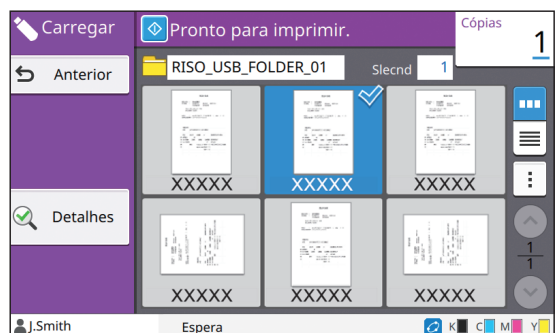 Carregar
Pronto para imprimir.
Cópias
1
Anterior
RISO_USB_FOLDER_01
Slecnd 1
XXXXX XXXXX XXXXX
Detalhes
1
1
XXXXX XXXXX XXXXX
J.Smith
Espera
K C M Y